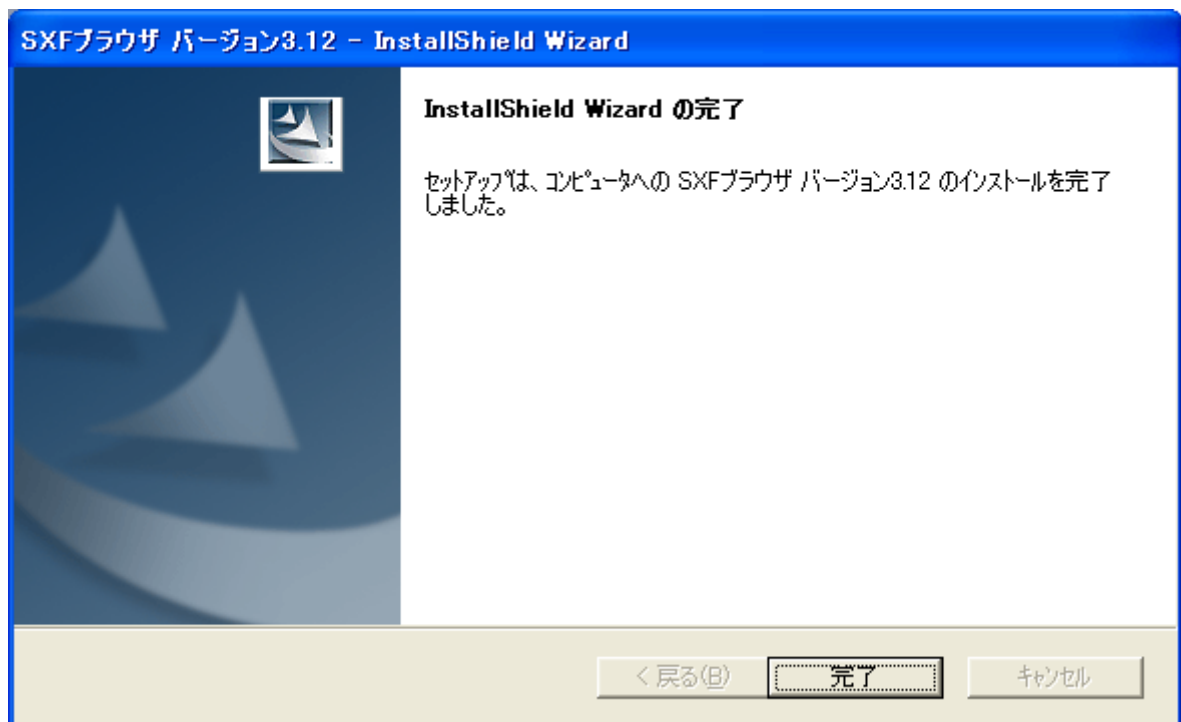 SXFブラウザ バージョン3.12 - InstallShield Wizard
InstallShield Wizard の完了
セットアップは、コンピュータへの SXFブラウザ バージョン3.12 のインストールを完了
しました。
< 戻る(B)
完了
キャンセル